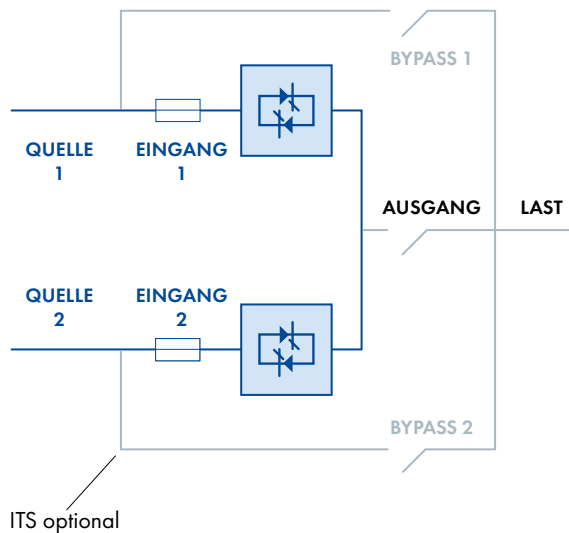 BYPASS 1
QUELLE
1
EINGANG
1
AUSGANG
LAST
QUELLE
2
EINGANG
2
BYPASS 2
ITS optional